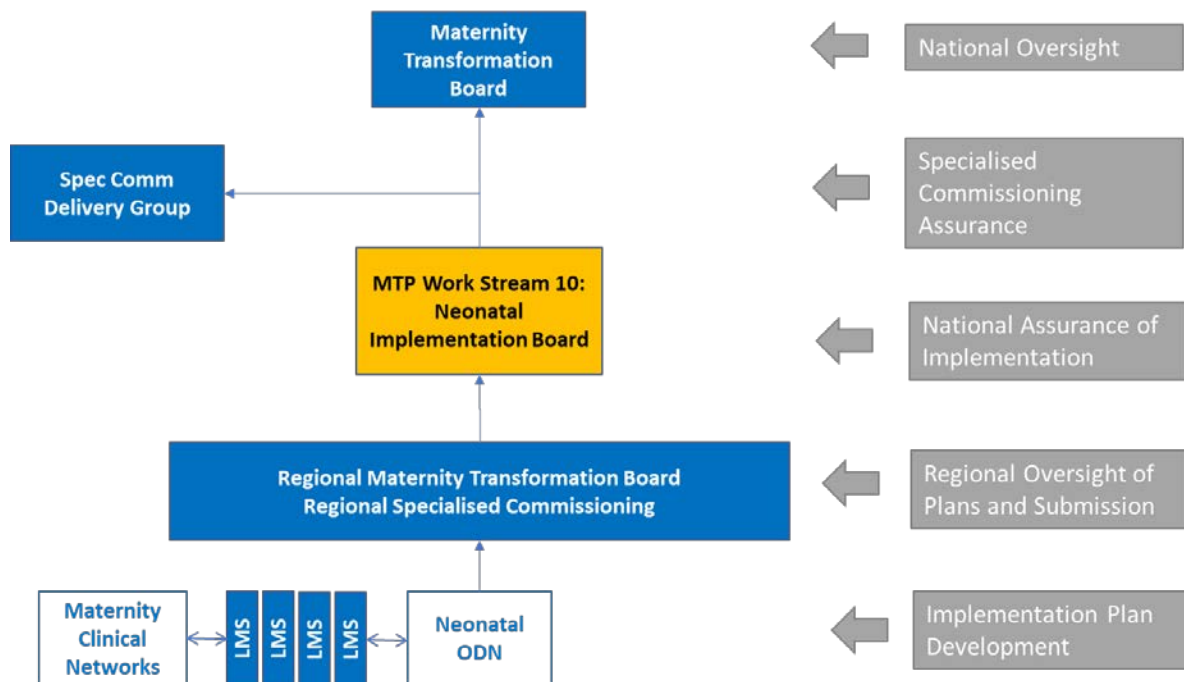 Maternity
Transformation
Board
National Oversight
Spec Comm
Delivery Group
Specialised
Commissioning
Assurance
MTP Work Stream 10:
Neonatal
Implementation Board
National Assurance of
Implementation
Regional Maternity Transformation Board
Regional Specialised Commissioning
Regional Oversight of
Plans and Submission
Maternity
Clinical
Networks
LMS
LMS
LMS
LMS
Neonatal
ODN
Implementation Plan
Development